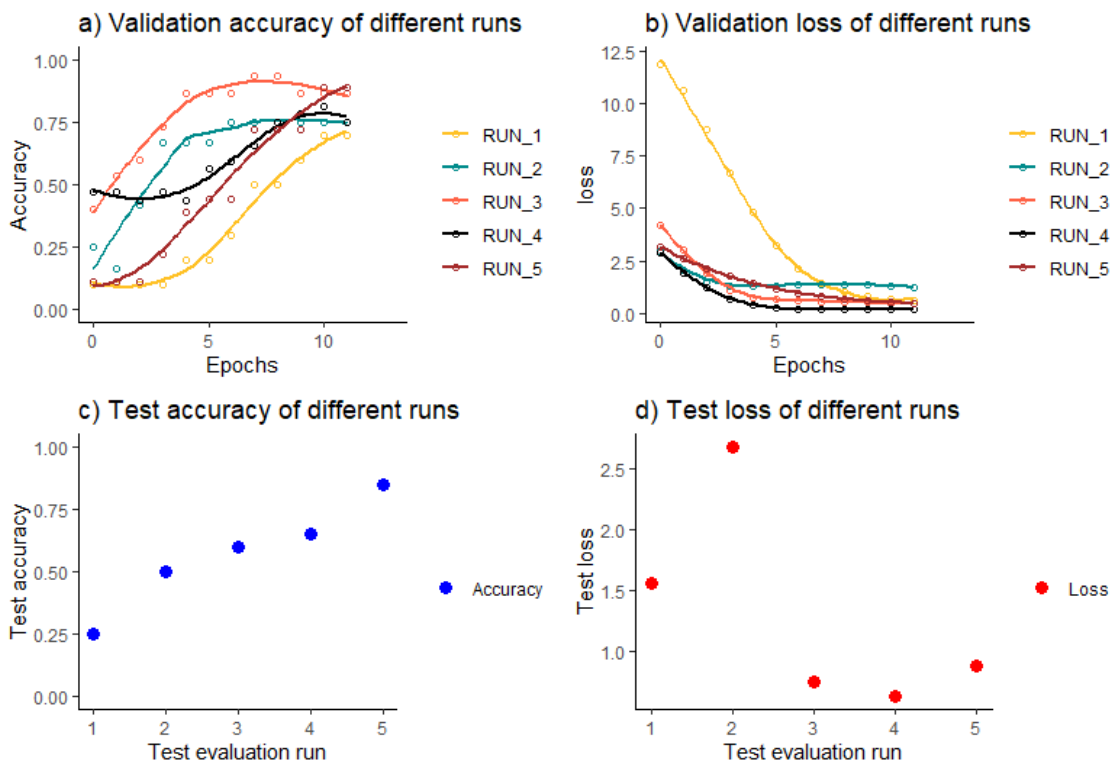 a) Validation accuracy of different runs
1.00
0.75
0.50
0.25
0.00
Accuracy
0
5
10
Epochs
RUN_1
RUN_2
RUN_3
RUN_4
RUN_5
b) Validation loss of different runs
12.5
10.0
7.5
5.0
2.5
0.0
loss
0
5
10
Epochs
RUN_1
RUN_2
RUN_3
RUN_4
RUN_5
c) Test accuracy of different runs
1.00
0.75
0.50
0.25
0.00
Test accuracy
1
2
3
4
5
Test evaluation run
Accuracy
d) Test loss of different runs
2.5
2.0
1.5
1.0
Test loss
1
2
3
4
5
Test evaluation run
Loss